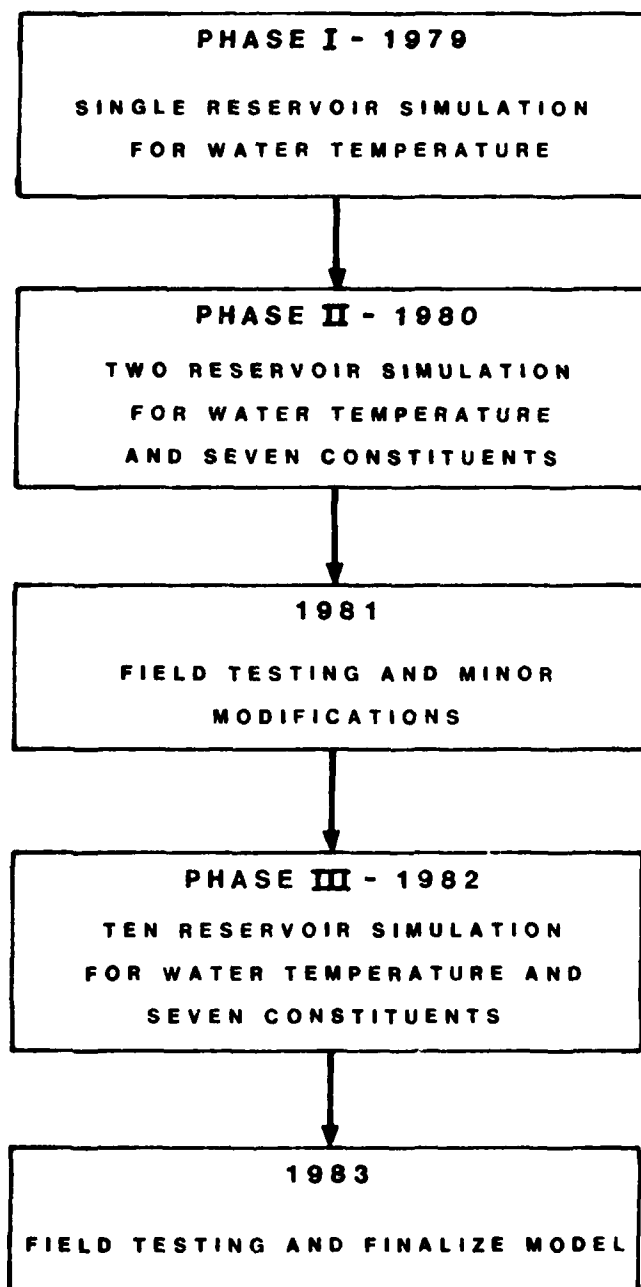 PHASE I - 1979
SINGLE RESERVOIR SIMULATION
FOR WATER TEMPERATURE
PHASE II - 1980
TWO RESERVOIR SIMULATION
FOR WATER TEMPERATURE
AND SEVEN CONSTITUENTS
1981
FIELD TESTING AND MINOR
MODIFICATIONS
PHASE III - 1982
TEN RESERVOIR SIMULATION
FOR WATER TEMPERATURE AND
SEVEN CONSTITUENTS
1983
FIELD TESTING AND FINALIZE MODEL